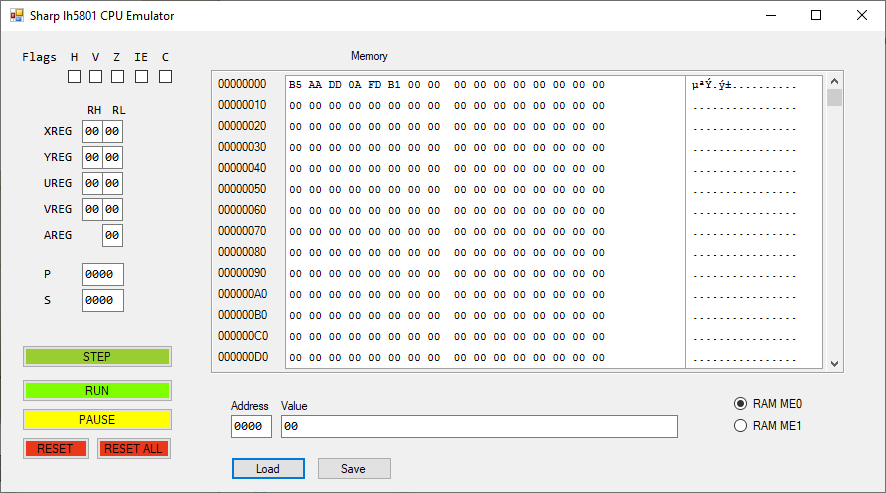 Sharp lh5801 CPU Emulator
Flags H V Z IE C
Memory
RH RL
XREG 00 00
YREG 00 00
UREG 00 00
VREG 00 00
AREG 00
P 0000
S 0000
STEP
RUN
PAUSE
RESET RESET ALL
00000000 B5 AA DD 0A FD B1 00 00 00 00 00 00 00 00 00 00 µªÝ.ý±..........
00000010 00 00 00 00 00 00 00 00 00 00 00 00 00 00 00 00 ................
00000020 00 00 00 00 00 00 00 00 00 00 00 00 00 00 00 00 ................
00000030 00 00 00 00 00 00 00 00 00 00 00 00 00 00 00 00 ................
00000040 00 00 00 00 00 00 00 00 00 00 00 00 00 00 00 00 ................
00000050 00 00 00 00 00 00 00 00 00 00 00 00 00 00 00 00 ................
00000060 00 00 00 00 00 00 00 00 00 00 00 00 00 00 00 00 ................
00000070 00 00 00 00 00 00 00 00 00 00 00 00 00 00 00 00 ................
00000080 00 00 00 00 00 00 00 00 00 00 00 00 00 00 00 00 ................
00000090 00 00 00 00 00 00 00 00 00 00 00 00 00 00 00 00 ................
000000A0 00 00 00 00 00 00 00 00 00 00 00 00 00 00 00 00 ................
000000B0 00 00 00 00 00 00 00 00 00 00 00 00 00 00 00 00 ................
000000C0 00 00 00 00 00 00 00 00 00 00 00 00 00 00 00 00 ................
000000D0 00 00 00 00 00 00 00 00 00 00 00 00 00 00 00 00 ................
Address Value
0000 00
Load Save
RAM ME0
RAM ME1